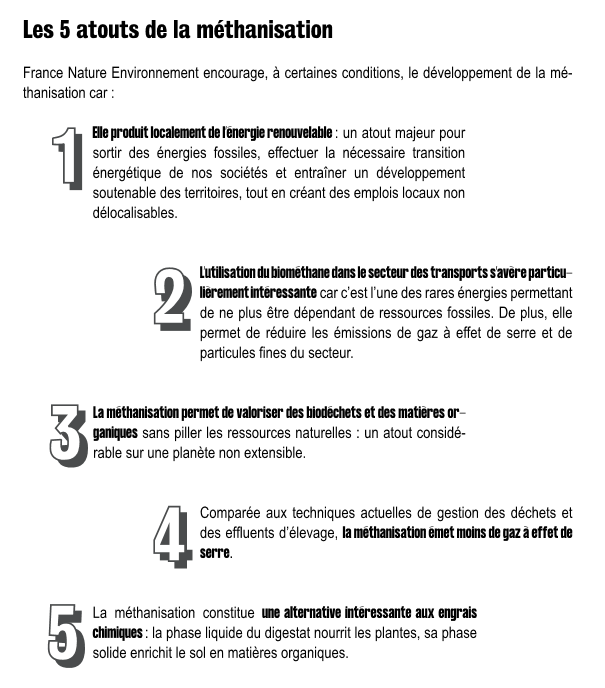 Les 5 atouts de la méthanisation
France Nature Environnement encourage, à certaines conditions, le développement de la mé-
thanisation car :
1
Elle produit localement de l'énergie renouvelable : un atout majeur pour
sortir des énergies fossiles, effectuer la nécessaire transition
énergétique de nos sociétés et entraîner un développement
soutenable des territoires, tout en créant des emplois locaux non
délocalisables.
2
L'utilisation du biométhane dans le secteur des transports s'avère particu-
lièrement intéressante car c'est l'une des rares énergies permettant
de ne plus être dépendant de ressources fossiles. De plus, elle
permet de réduire les émissions de gaz à effet de serre et de
particules fines du secteur.
3
La méthanisation permet de valoriser des biodéchets et des matières or-
ganiques sans piller les ressources naturelles : un atout considé-
rable sur une planète non extensible.
4
Comparée aux techniques actuelles de gestion des déchets et
des effluents d'élevage, la méthanisation émet moins de gaz à effet de
serre.
5
La méthanisation constitue une alternative intéressante aux engrais
chimiques : la phase liquide du digestat nourrit les plantes, sa phase
solide enrichit le sol en matières organiques.